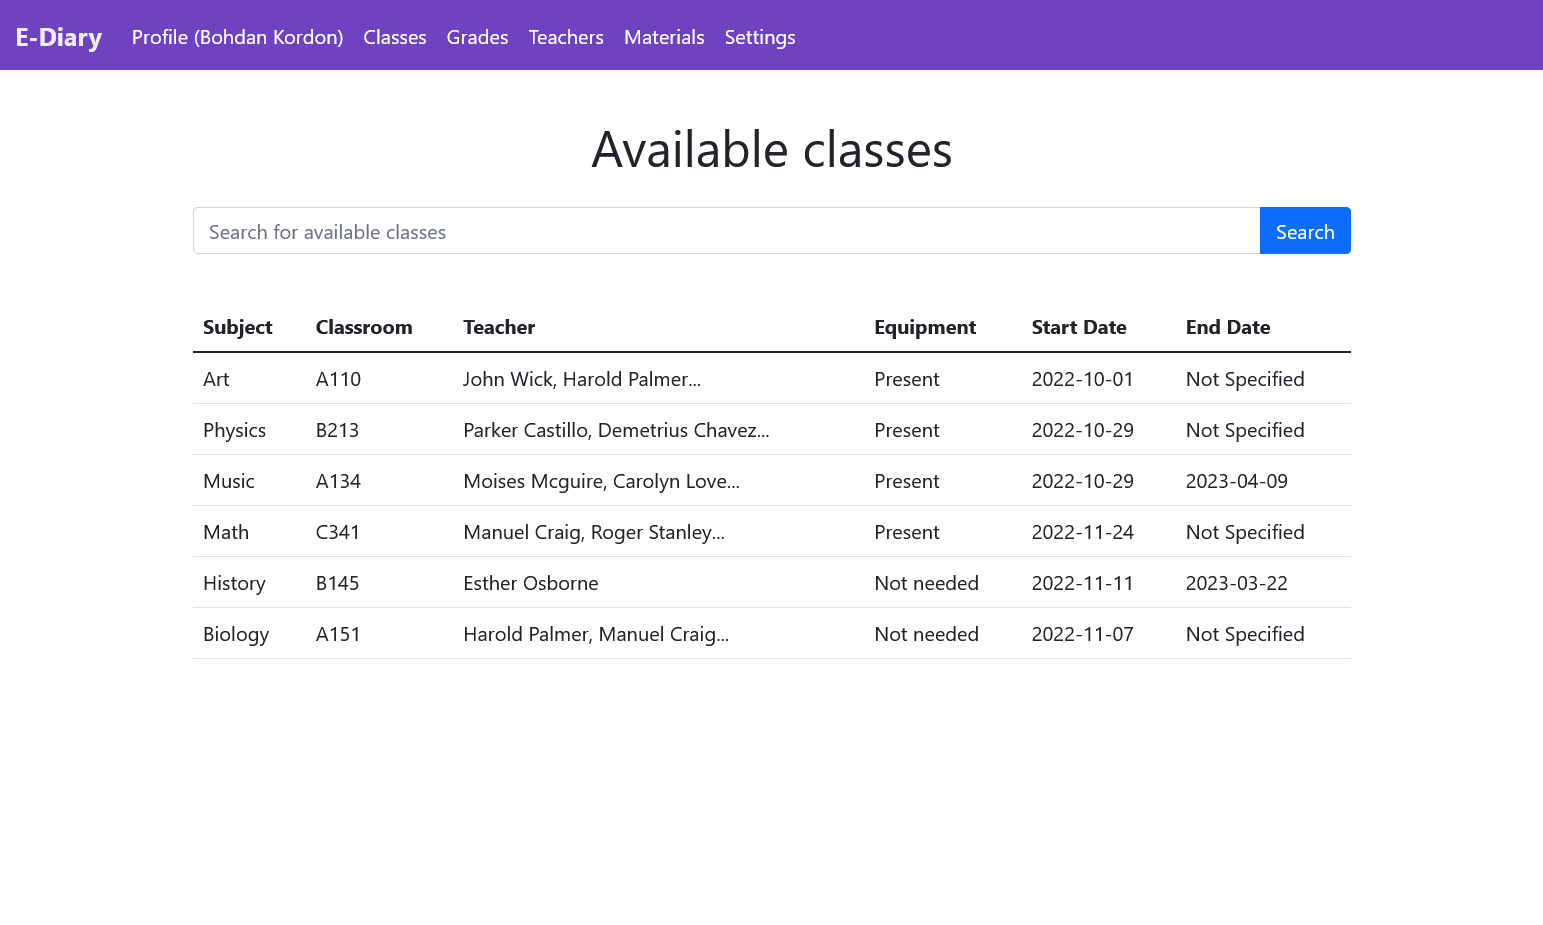 E-Diary Profile (Bohdan Kordon) Classes Grades Teachers Materials Settings
Available classes
Search for available classes Search
Subject Classroom Teacher Equipment Start Date End Date
Art A110 John Wick, Harold Palmer... Present 2022-10-01 Not Specified
Physics B213 Parker Castillo, Demetrius Chavez... Present 2022-10-29 Not Specified
Music A134 Moises Mcguire, Carolyn Love... Present 2022-10-29 2023-04-09
Math C341 Manuel Craig, Roger Stanley... Present 2022-11-24 Not Specified
History B145 Esther Osborne Not needed 2022-11-11 2023-03-22
Biology A151 Harold Palmer, Manuel Craig... Not needed 2022-11-07 Not Specified